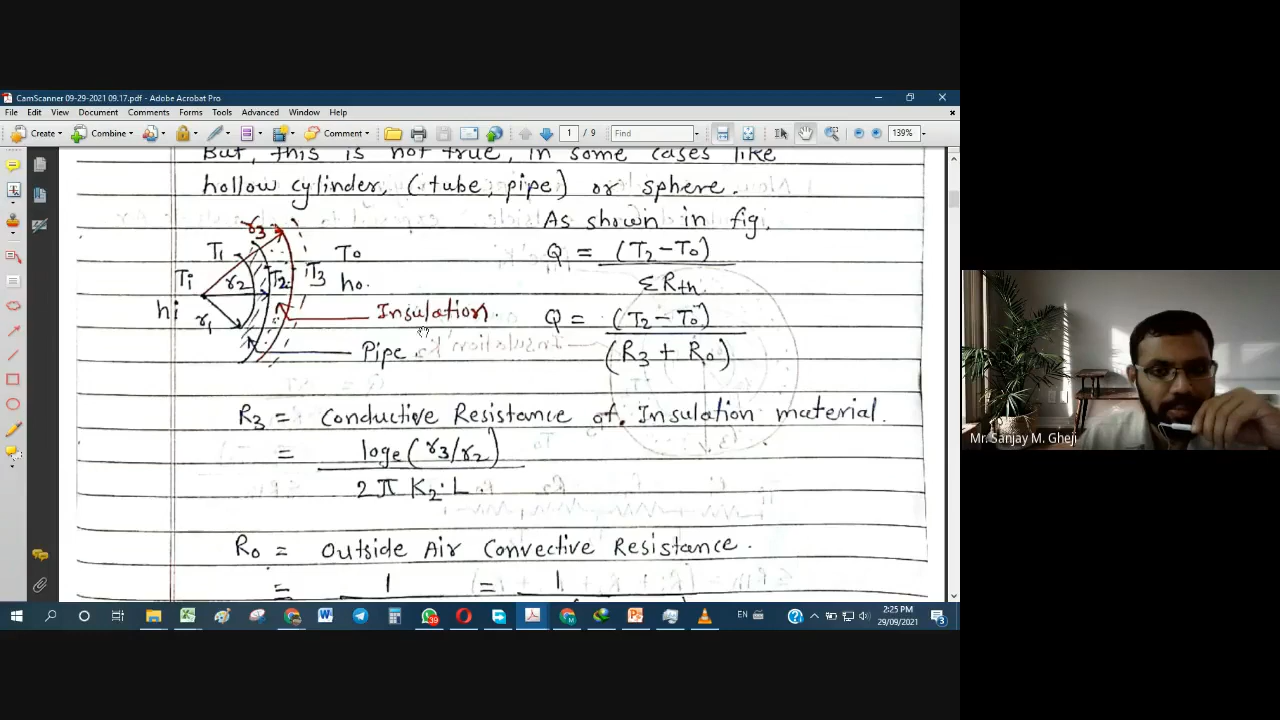 CamScanner 09-29-2021 09.17.pdf - Adobe Acrobat Pro
File Edit View Document Comments Forms Tools Advanced Window Help
Create Combine Comment 1 / 9 Find 139%
But, this is not true, in some cases like
hollow cylinder, (tube, pipe) or sphere.
As shown in fig.
r3
T1
Ti
hi
r1
r2
T2
T3
To
ho.
Insulation.
Pipe
Q = (T2-To)
ΣRth
Q = (T2-To)
(R3 + Ro)
R3 = Conductive Resistance of Insulation material.
= loge(r3/r2)
2π K2·L
Ro = Outside Air Convective Resistance.
= 1 = 1
Mr. Sanjay M. Gheji
39
EN
2:25 PM
29/09/2021
3